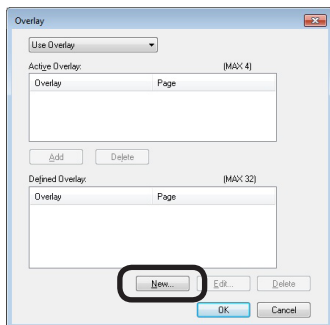 Overlay
Use Overlay
Active Overlay: (MAX 4)
Overlay Page
Add Delete
Defined Overlay: (MAX 32)
Overlay Page
New... Edit... Delete
OK Cancel